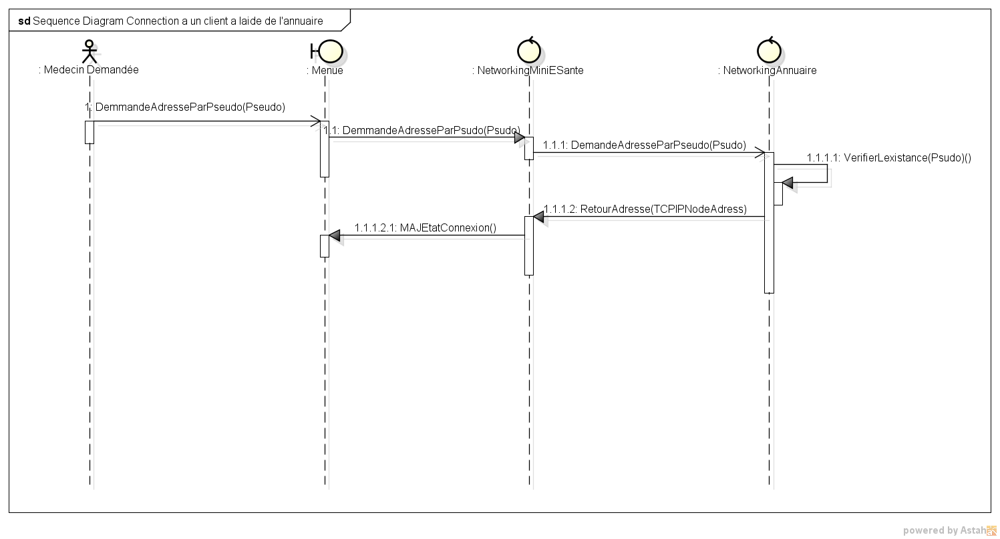 sd Sequence Diagram Connection a un client a laide de l'annuaire
: Medecin Demandée
: Menue
: NetworkingMiniESante
: NetworkingAnnuaire
1: DemmandeAdresseParPseudo(Pseudo)
1.1: DemmandeAdresseParPsudo(Psudo)
1.1.1: DemandeAdresseParPseudo(Psudo)
1.1.1.1: VerifierLexistance(Psudo)()
1.1.1.2: RetourAdresse(TCPIPNodeAdress)
1.1.1.2.1: MAJEtatConnexion()
powered by Astah